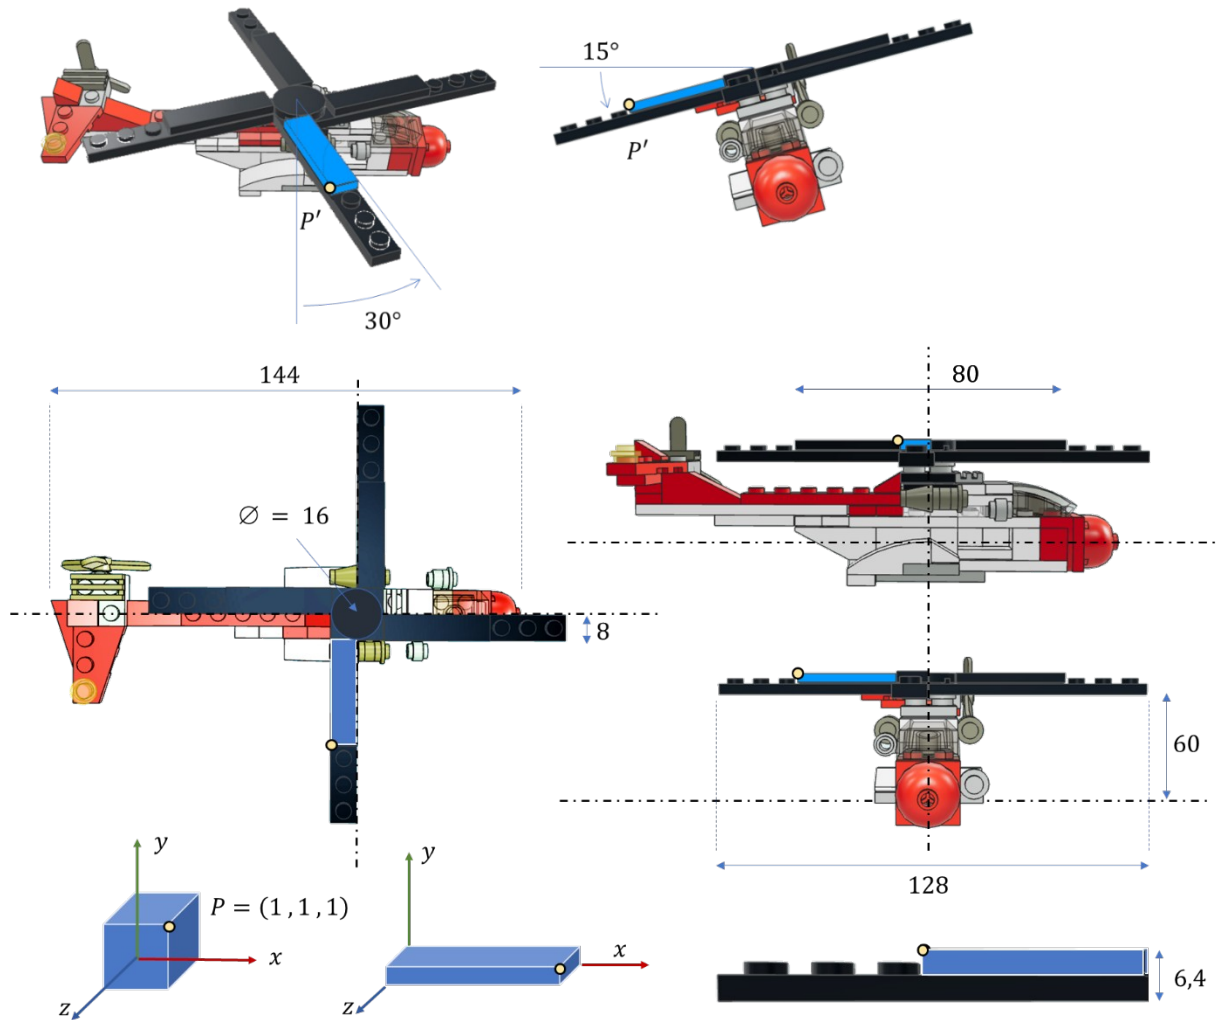 15°
P′
P′
30°
144
80
∅ = 16
8
60
128
y
P = (1 , 1 , 1)
x
z
y
x
z
6,4